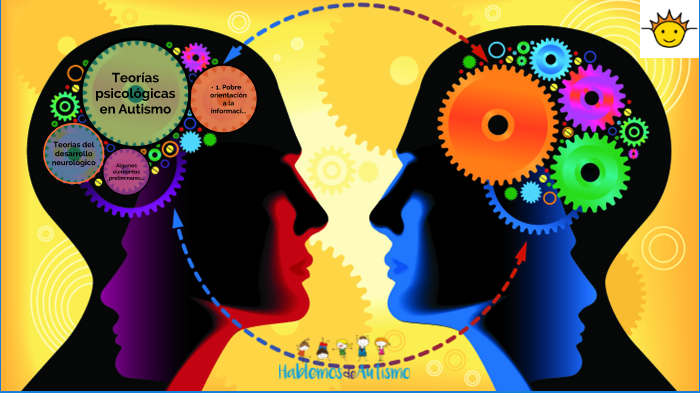 Teorías
psicológicas
en Autismo
• 1. Pobre
orientación
a la
informaci...
Teorías del
desarrollo
neurológico
Algunos
elementos
preliminares...
Hablemos de Autismo